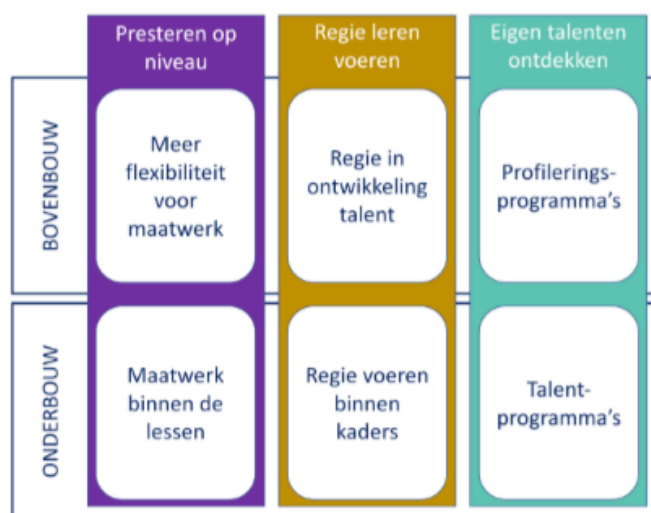 Presteren op
niveau
Regie leren
voeren
Eigen talenten
ontdekken
BOVENBOUW
Meer
flexibiliteit
voor
maatwerk
Regie in
ontwikkeling
talent
Profilerings-
programma's
ONDERBOUW
Maatwerk
binnen de
lessen
Regie voeren
binnen
kaders
Talent-
programma's